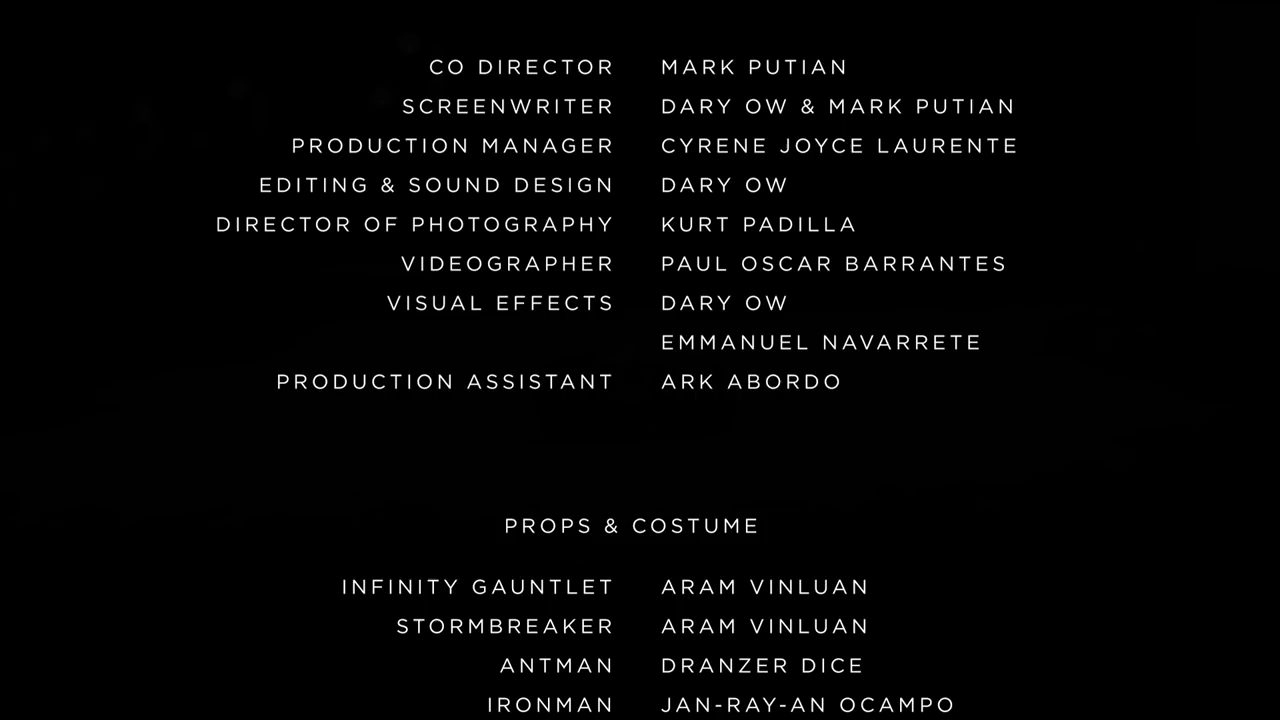 CO DIRECTOR MARK PUTIAN
SCREENWRITER DARY OW & MARK PUTIAN
PRODUCTION MANAGER CYRENE JOYCE LAURENTE
EDITING & SOUND DESIGN DARY OW
DIRECTOR OF PHOTOGRAPHY KURT PADILLA
VIDEOGRAPHER PAUL OSCAR BARRANTES
VISUAL EFFECTS DARY OW
EMMANUEL NAVARRETE
PRODUCTION ASSISTANT ARK ABORDO
PROPS & COSTUME
INFINITY GAUNTLET ARAM VINLUAN
STORMBREAKER ARAM VINLUAN
ANTMAN DRANZER DICE
IRONMAN JAN-RAY-AN OCAMPO